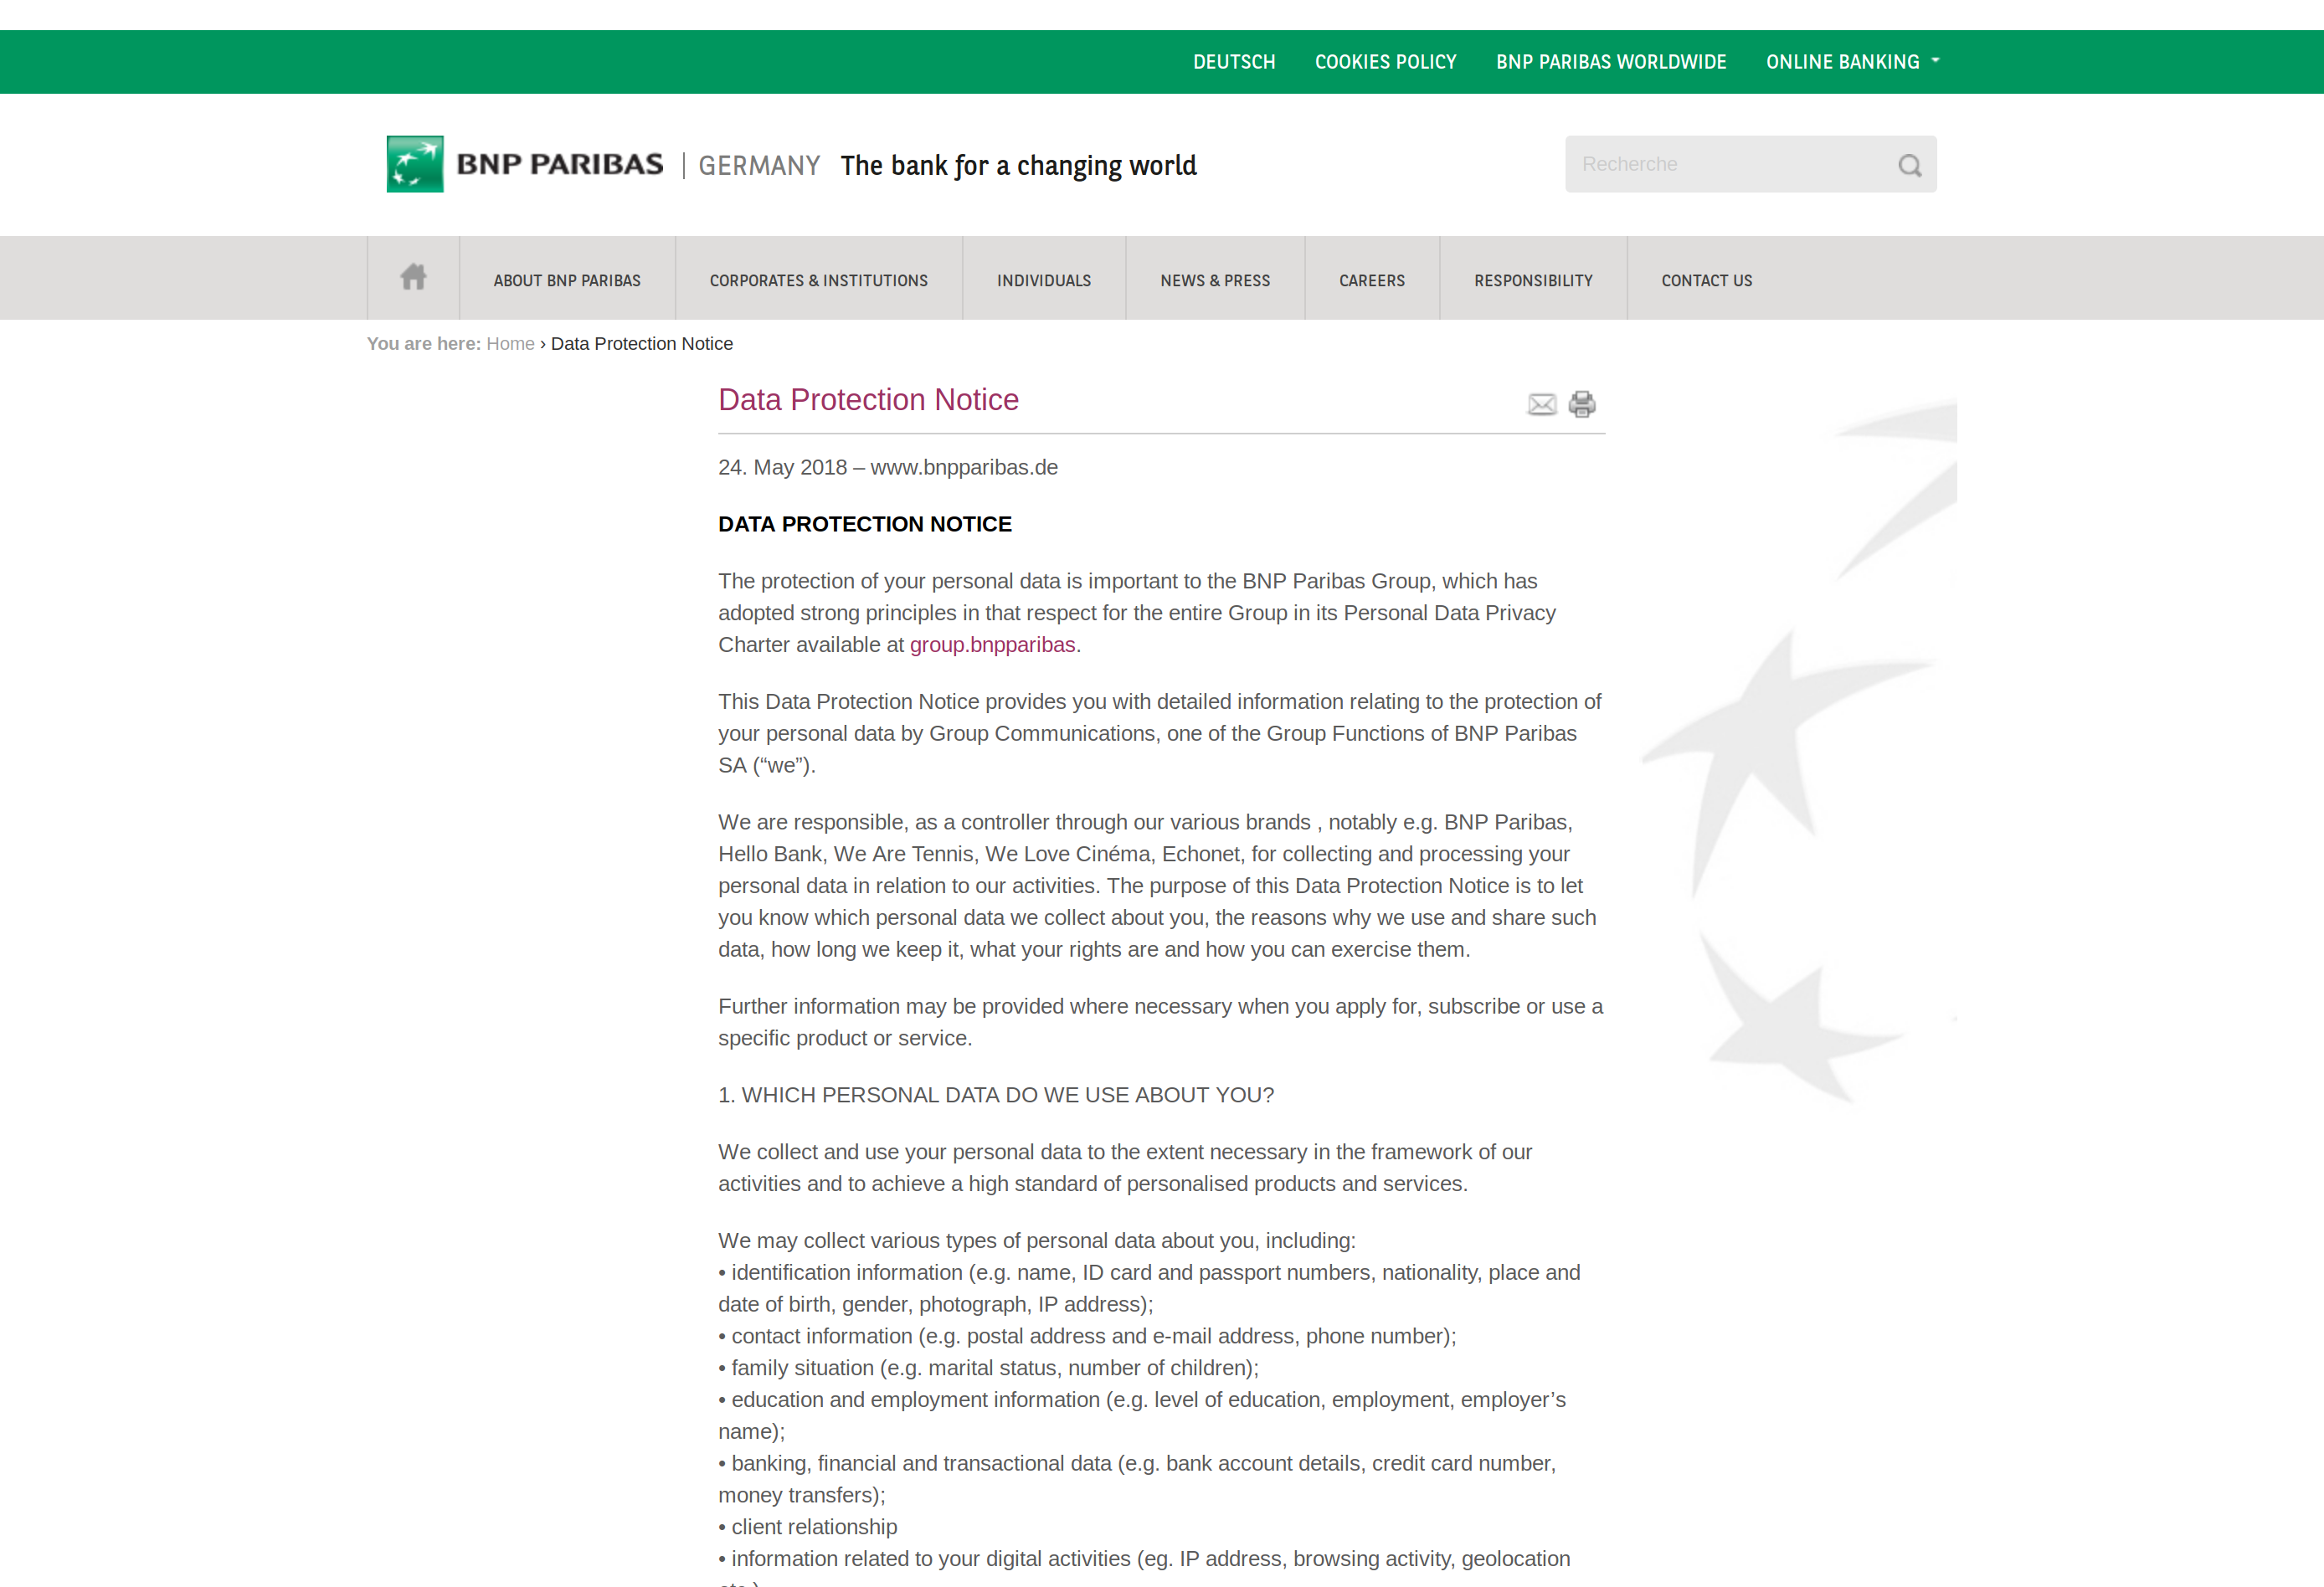 DEUTSCH COOKIES POLICY BNP PARIBAS WORLDWIDE ONLINE BANKING
BNP PARIBAS GERMANY The bank for a changing world
Recherche
ABOUT BNP PARIBAS CORPORATES & INSTITUTIONS INDIVIDUALS NEWS & PRESS CAREERS RESPONSIBILITY CONTACT US
You are here: Home › Data Protection Notice
Data Protection Notice
24. May 2018 – www.bnpparibas.de
DATA PROTECTION NOTICE
The protection of your personal data is important to the BNP Paribas Group, which has
adopted strong principles in that respect for the entire Group in its Personal Data Privacy
Charter available at group.bnpparibas.
This Data Protection Notice provides you with detailed information relating to the protection of
your personal data by Group Communications, one of the Group Functions of BNP Paribas
SA (“we”).
We are responsible, as a controller through our various brands , notably e.g. BNP Paribas,
Hello Bank, We Are Tennis, We Love Cinéma, Echonet, for collecting and processing your
personal data in relation to our activities. The purpose of this Data Protection Notice is to let
you know which personal data we collect about you, the reasons why we use and share such
data, how long we keep it, what your rights are and how you can exercise them.
Further information may be provided where necessary when you apply for, subscribe or use a
specific product or service.
1. WHICH PERSONAL DATA DO WE USE ABOUT YOU?
We collect and use your personal data to the extent necessary in the framework of our
activities and to achieve a high standard of personalised products and services.
We may collect various types of personal data about you, including:
• identification information (e.g. name, ID card and passport numbers, nationality, place and
date of birth, gender, photograph, IP address);
• contact information (e.g. postal address and e-mail address, phone number);
• family situation (e.g. marital status, number of children);
• education and employment information (e.g. level of education, employment, employer’s
name);
• banking, financial and transactional data (e.g. bank account details, credit card number,
money transfers);
• client relationship
• information related to your digital activities (eg. IP address, browsing activity, geolocation